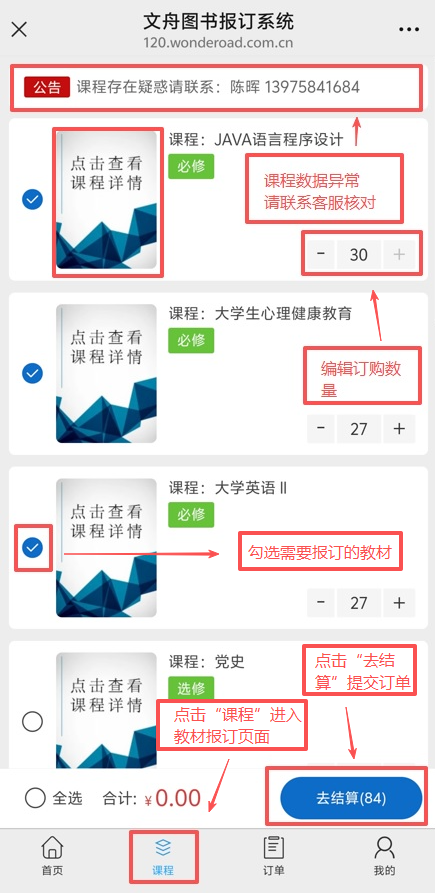 文舟图书报订系统
120.wonderoad.com.cn
公告 课程存在疑惑请联系：陈晖 13975841684
点击查看
课程详情
课程：JAVA语言程序设计
必修
课程数据异常
请联系客服核对
- 30 +
点击查看
课程详情
课程：大学生心理健康教育
必修
编辑订购数
量
- 27 +
点击查看
课程详情
课程：大学英语Ⅱ
必修
勾选需要报订的教材
- 27 +
点击查看
课程详情
课程：党史
选修
点击“去结
算”提交订单
点击“课程”进入
教材报订页面
全选 合计：¥0.00 去结算(84)
首页 课程 订单 我的